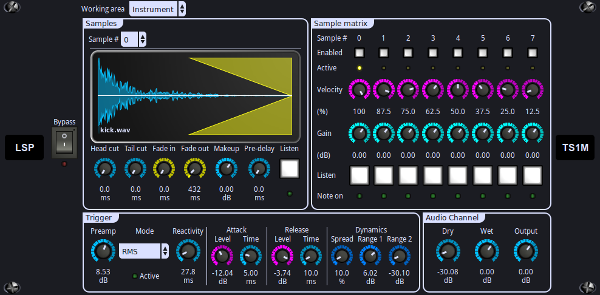 Working area Instrument
Samples
Sample # 0
kick.wav
Head cut Tail cut Fade in Fade out Makeup Pre-delay Listen
0.0 0.0 0.0 432 0.00 0.0
ms ms ms ms dB ms
Sample matrix
Sample # 0 1 2 3 4 5 6 7
Enabled
Active
Velocity
(%) 100 87.5 75.0 62.5 50.0 37.5 25.0 12.5
Gain
(dB) 0.00 0.00 0.00 0.00 0.00 0.00 0.00 0.00
Listen
Note on
Bypass
LSP
TS1M
Trigger
Preamp Mode Reactivity
8.53
dB
RMS
Active
27.8
ms
Attack
Level Time
-12.04 5.00
dB ms
Release
Level Time
-3.74 10.0
dB ms
Dynamics
Spread Range 1 Range 2
10.0 6.02 -30.10
% dB dB
Audio Channel
Dry Wet Output
-30.08 0.00 0.00
dB dB dB